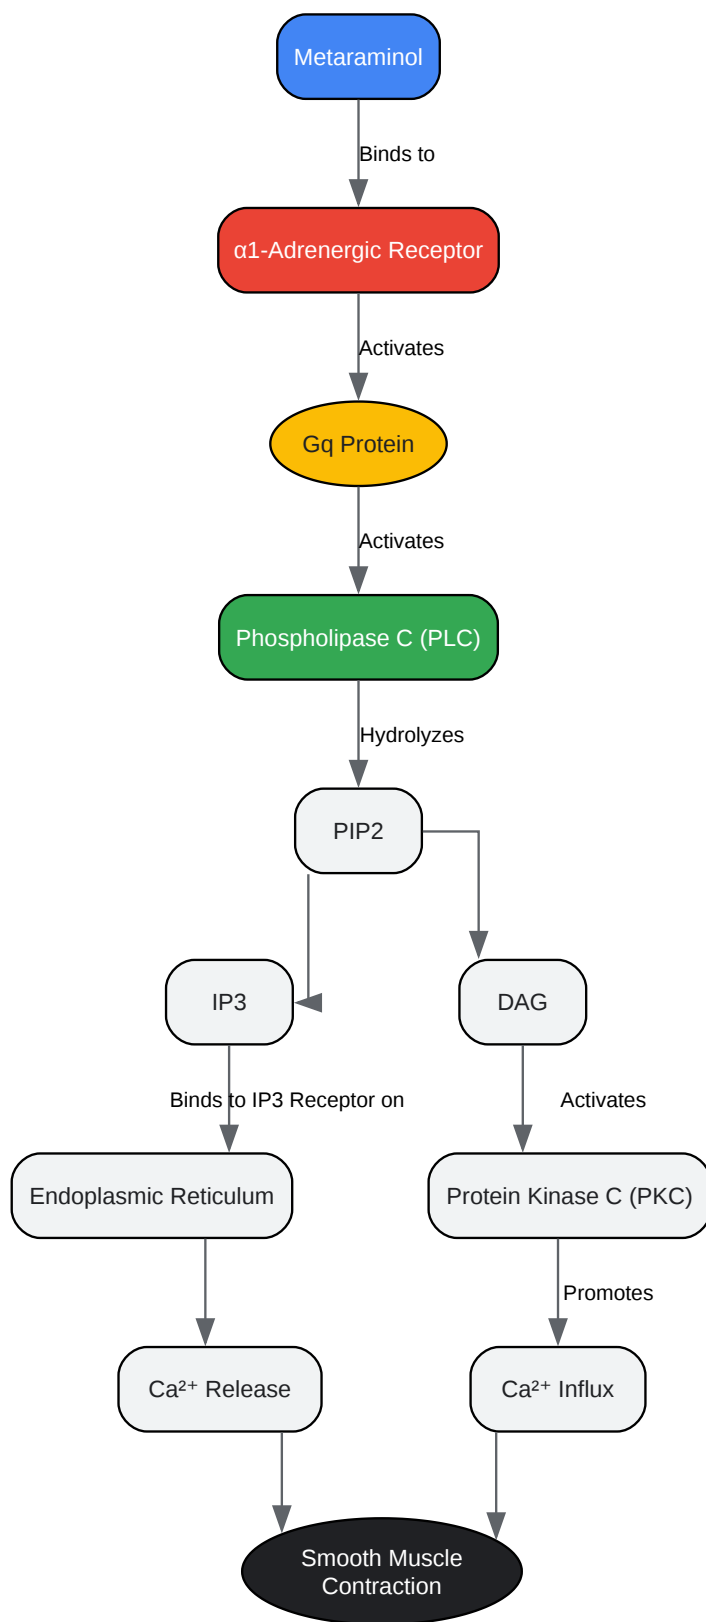 Metaraminol
Binds to
α1-Adrenergic Receptor
Activates
Gq Protein
Activates
Phospholipase C (PLC)
Hydrolyzes
PIP2
IP3
DAG
Binds to IP3 Receptor on
Activates
Endoplasmic Reticulum
Protein Kinase C (PKC)
Promotes
Ca²⁺ Release
Ca²⁺ Influx
Smooth Muscle
Contraction